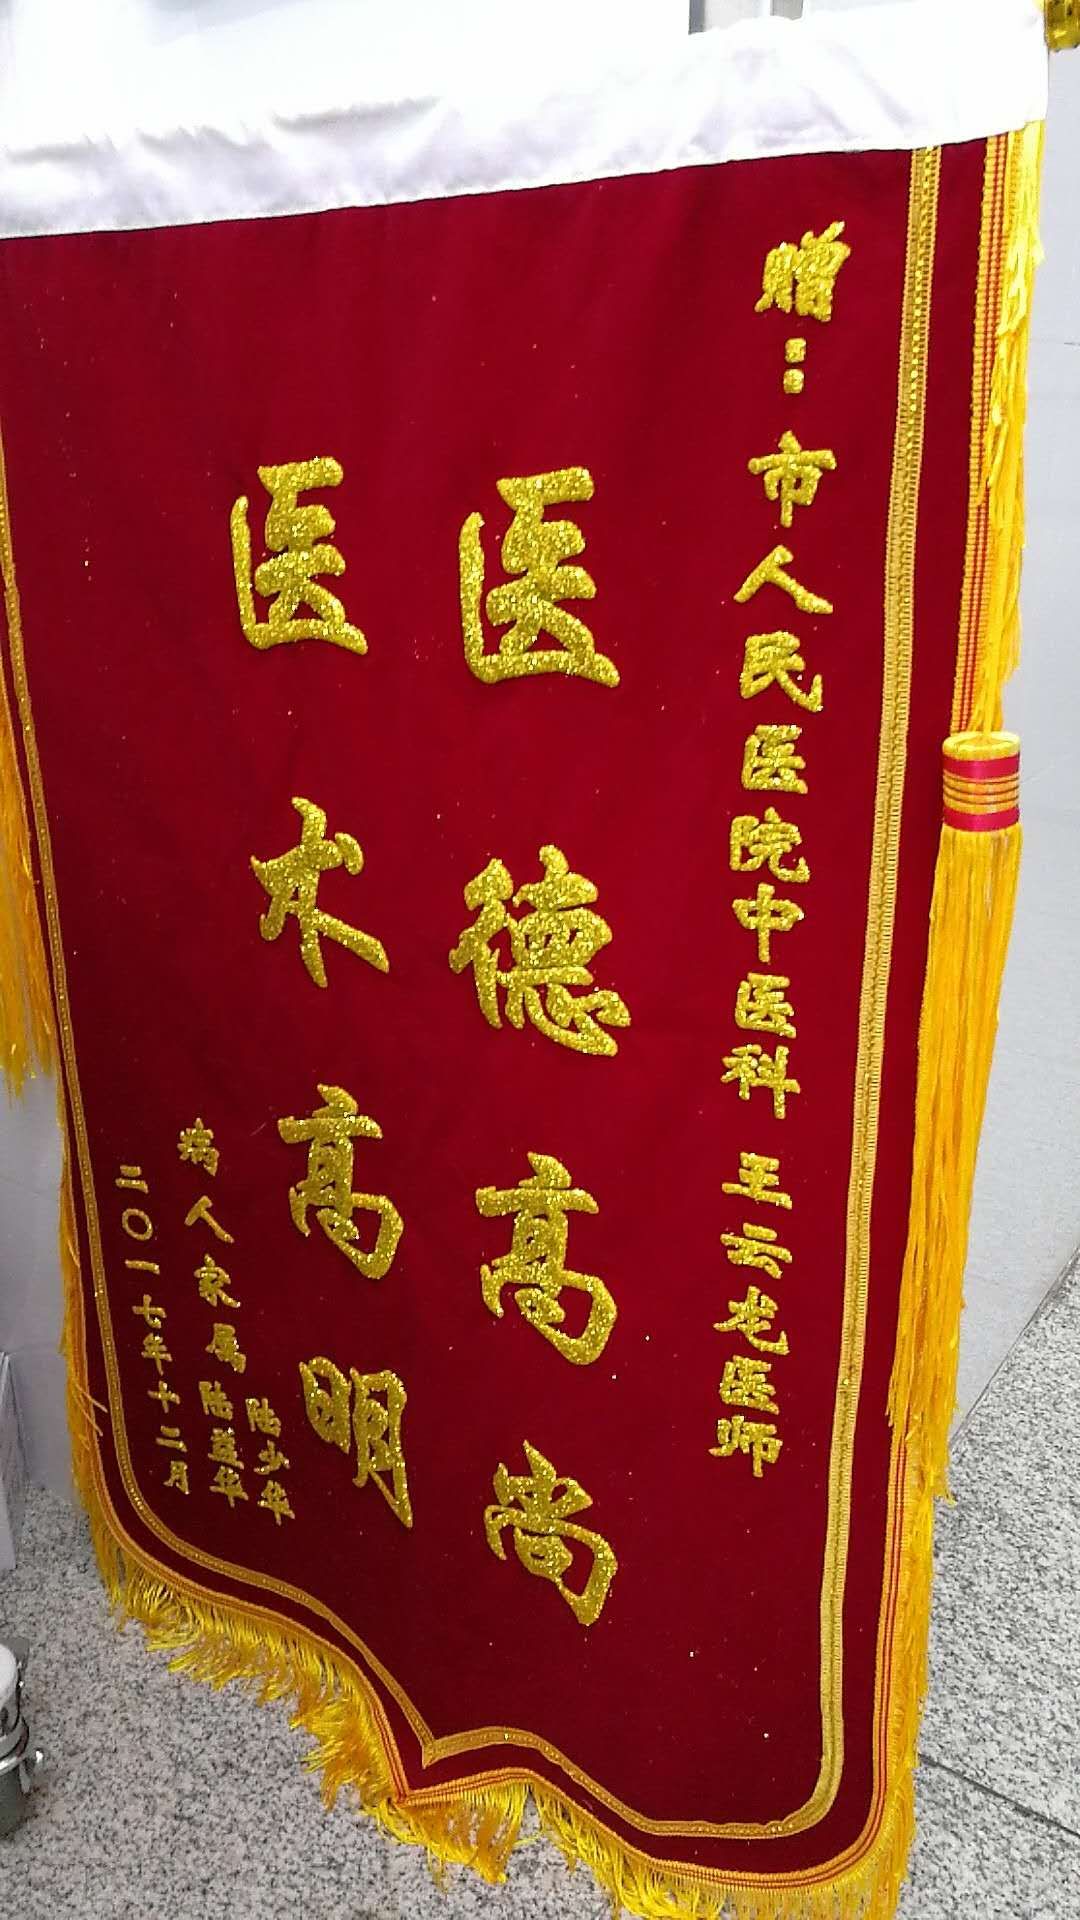 赠：市人民医院中医科 王云龙医师
医德高尚
医术高明
病人家属 陆少华
陆益华
二〇一七年十二月